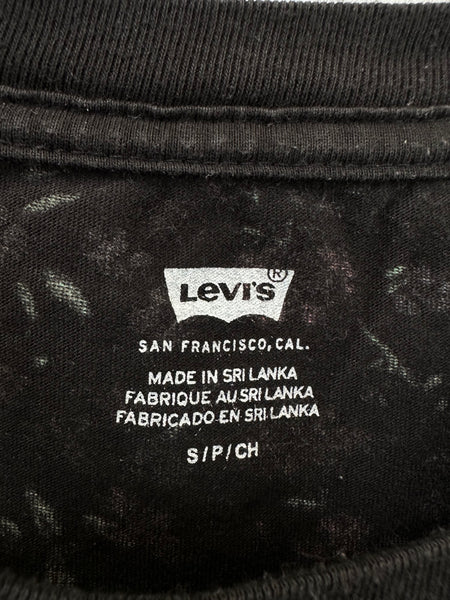 Levi's ®
SAN FRANCISCO, CAL.
MADE IN SRI LANKA
FABRIQUE AU SRI LANKA
FABRICADO EN SRI LANKA
S/P/CH